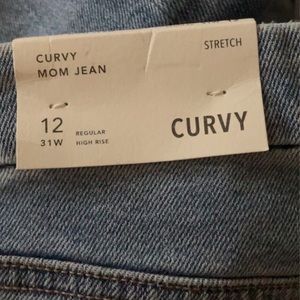 CURVY
MOM JEAN
STRETCH
12
31W
REGULAR
HIGH RISE
CURVY